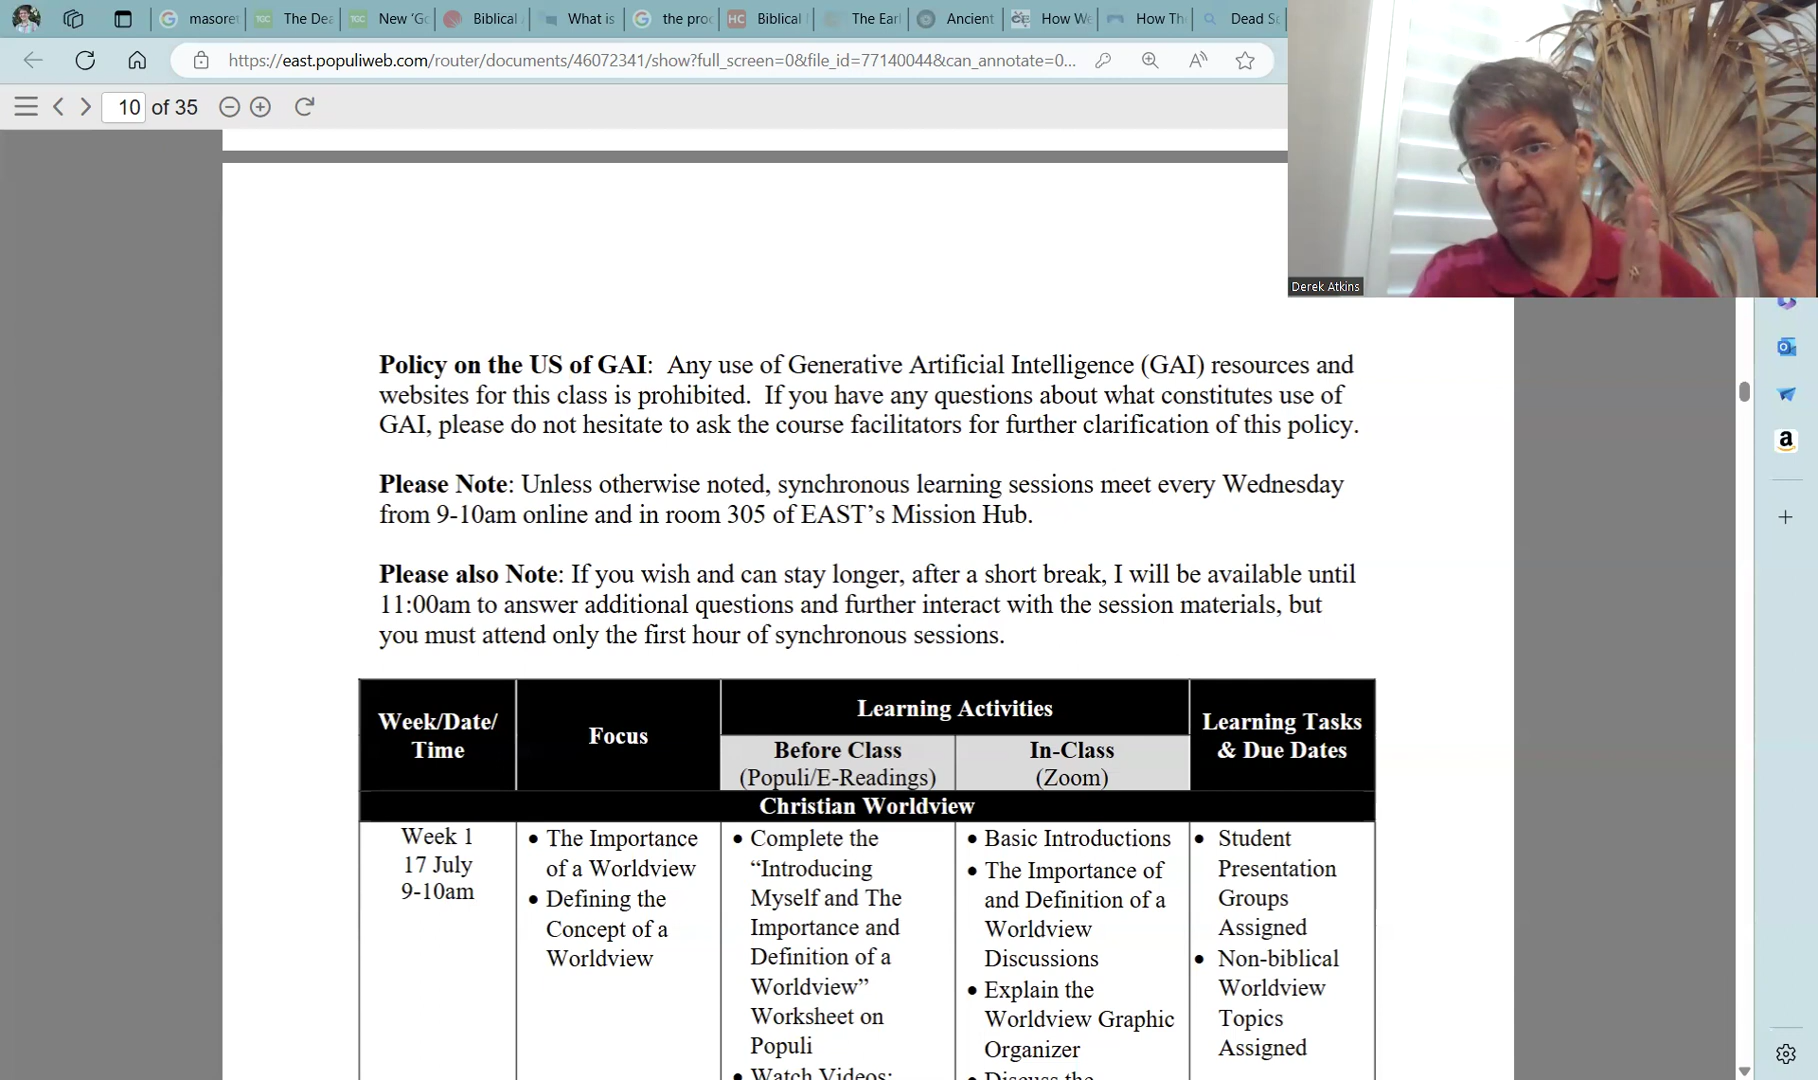 masoret
The Dea
New 'Go
Biblical
What is
the proc
Biblical
The Earl
Ancient
How We
How Th
Dead S
https://east.populiweb.com/router/documents/46072341/show?full_screen=0&file_id=77140044&can_annotate=0...
10 of 35
Derek Atkins
Policy on the US of GAI: Any use of Generative Artificial Intelligence (GAI) resources and
websites for this class is prohibited. If you have any questions about what constitutes use of
GAI, please do not hesitate to ask the course facilitators for further clarification of this policy.
Please Note: Unless otherwise noted, synchronous learning sessions meet every Wednesday
from 9-10am online and in room 305 of EAST’s Mission Hub.
Please also Note: If you wish and can stay longer, after a short break, I will be available until
11:00am to answer additional questions and further interact with the session materials, but
you must attend only the first hour of synchronous sessions.
Week/Date/
Time
Focus
Learning Activities
Before Class
(Populi/E-Readings)
In-Class
(Zoom)
Learning Tasks
& Due Dates
Christian Worldview
Week 1
17 July
9-10am
• The Importance
of a Worldview
• Defining the
Concept of a
Worldview
• Complete the
“Introducing
Myself and The
Importance and
Definition of a
Worldview”
Worksheet on
Populi
• Watch Videos:
• Basic Introductions
• The Importance of
and Definition of a
Worldview
Discussions
• Explain the
Worldview Graphic
Organizer
• Discuss the
• Student
Presentation
Groups
Assigned
• Non-biblical
Worldview
Topics
Assigned